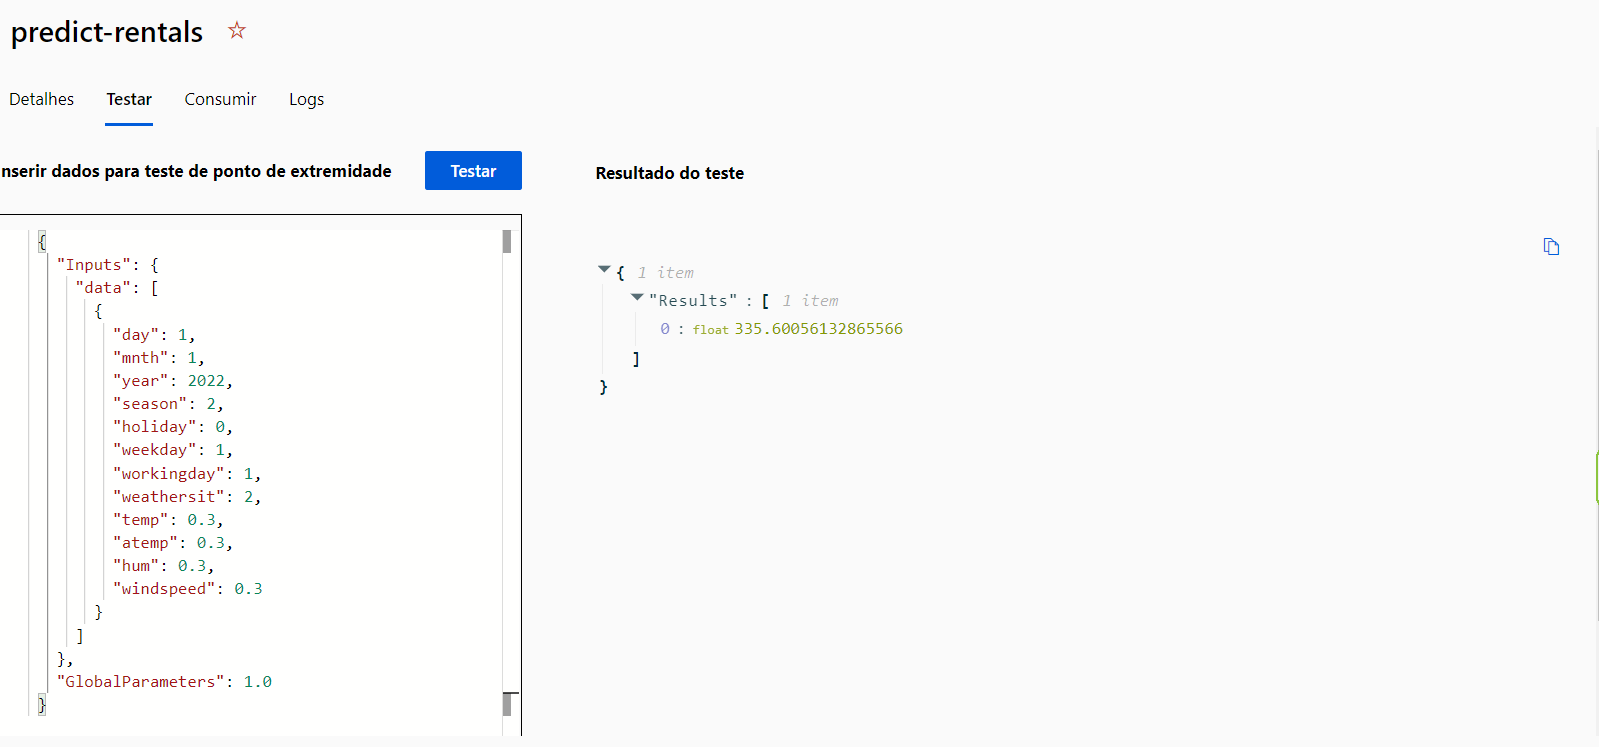 predict-rentals
Detalhes Testar Consumir Logs
nserir dados para teste de ponto de extremidade
Testar
{
"Inputs": {
"data": [
{
"day": 1,
"mnth": 1,
"year": 2022,
"season": 2,
"holiday": 0,
"weekday": 1,
"workingday": 1,
"weathersit": 2,
"temp": 0.3,
"atemp": 0.3,
"hum": 0.3,
"windspeed": 0.3
}
]
},
"GlobalParameters": 1.0
}
Resultado do teste
{ 1 item
"Results" : [ 1 item
0 : float 335.60056132865566
]
}